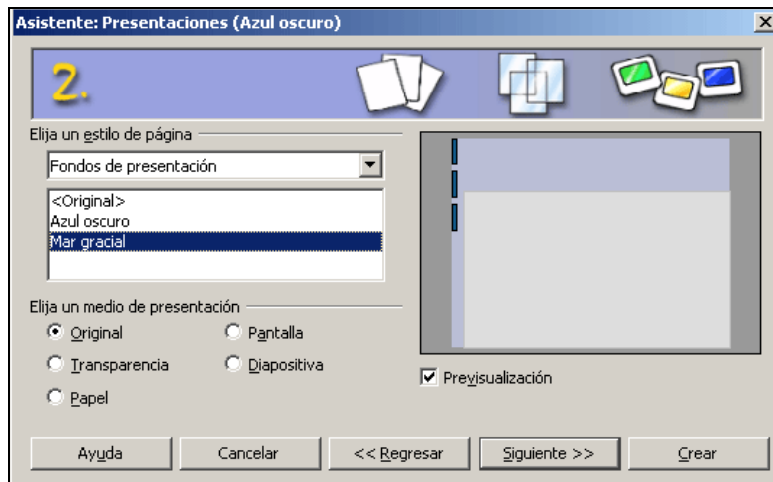 Asistente: Presentaciones (Azul oscuro)
2.
Elija un estilo de página
Fondos de presentación
<Original>
Azul oscuro
Mar gracial
Elija un medio de presentación
Original
Pantalla
Transparencia
Diapositiva
Papel
Previsualización
Ayuda
Cancelar
<< Regresar
Siguiente >>
Crear